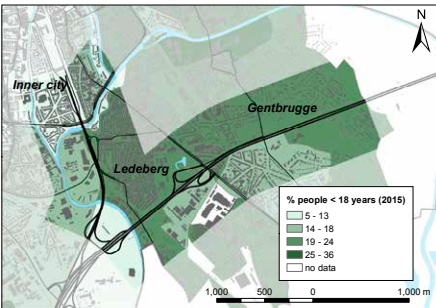 N
Inner city
Gentbrugge
Ledeberg
% people < 18 years (2015)
5 - 13
14 - 18
19 - 24
25 - 36
no data
1,000 500 0 1,000 m